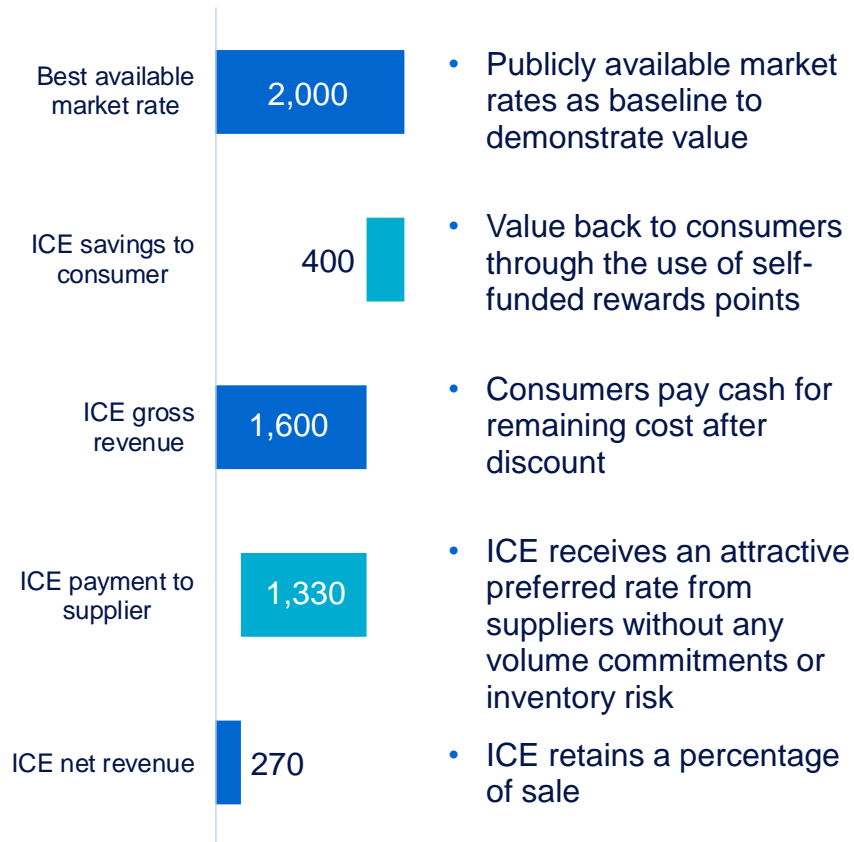 Best available
market rate
2,000
• Publicly available market
rates as baseline to
demonstrate value
ICE savings to
consumer
400
• Value back to consumers
through the use of self-
funded rewards points
ICE gross
revenue
1,600
• Consumers pay cash for
remaining cost after
discount
ICE payment to
supplier
1,330
• ICE receives an attractive
preferred rate from
suppliers without any
volume commitments or
inventory risk
ICE net revenue
270
• ICE retains a percentage
of sale